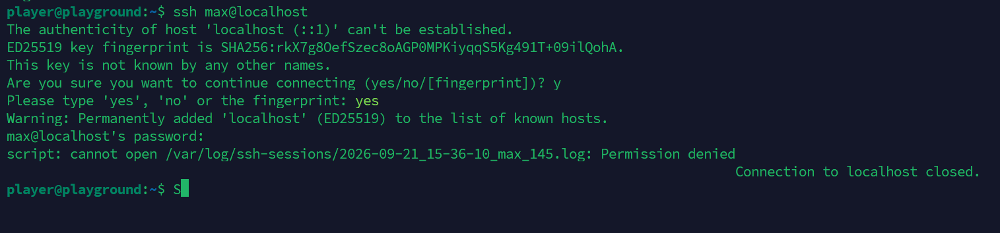 player@playground:~$ ssh max@localhost
The authenticity of host 'localhost (::1)' can't be established.
ED25519 key fingerprint is SHA256:rkX7g8OefSzec8oAGP0MPKiyqqS5Kg491T+09ilQohA.
This key is not known by any other names.
Are you sure you want to continue connecting (yes/no/[fingerprint])? y
Please type 'yes', 'no' or the fingerprint: yes
Warning: Permanently added 'localhost' (ED25519) to the list of known hosts.
max@localhost's password:
script: cannot open /var/log/ssh-sessions/2026-09-21_15-36-10_max_145.log: Permission denied
Connection to localhost closed.
player@playground:~$ S